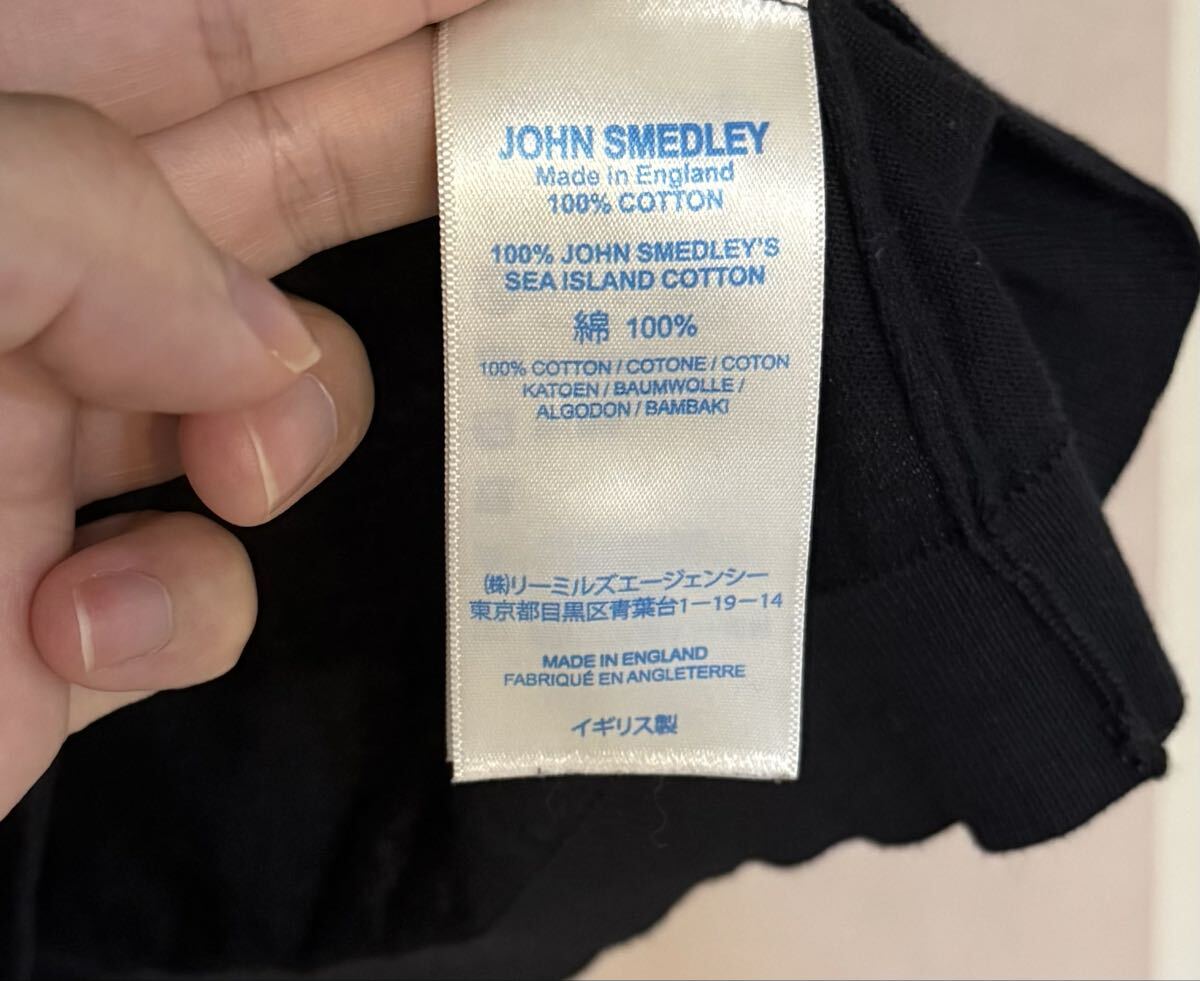 JOHN SMEDLEY
Made in England
100% COTTON
100% JOHN SMEDLEY'S
SEA ISLAND COTTON
綿 100%
100% COTTON / COTONE / COTON
KATOEN / BAUMWOLLE /
ALGODON / BAMBAKI
㈱リーミルズエージェンシー
東京都目黒区青葉台1-19-14
MADE IN ENGLAND
FABRIQUÉ EN ANGLETERRE
イギリス製